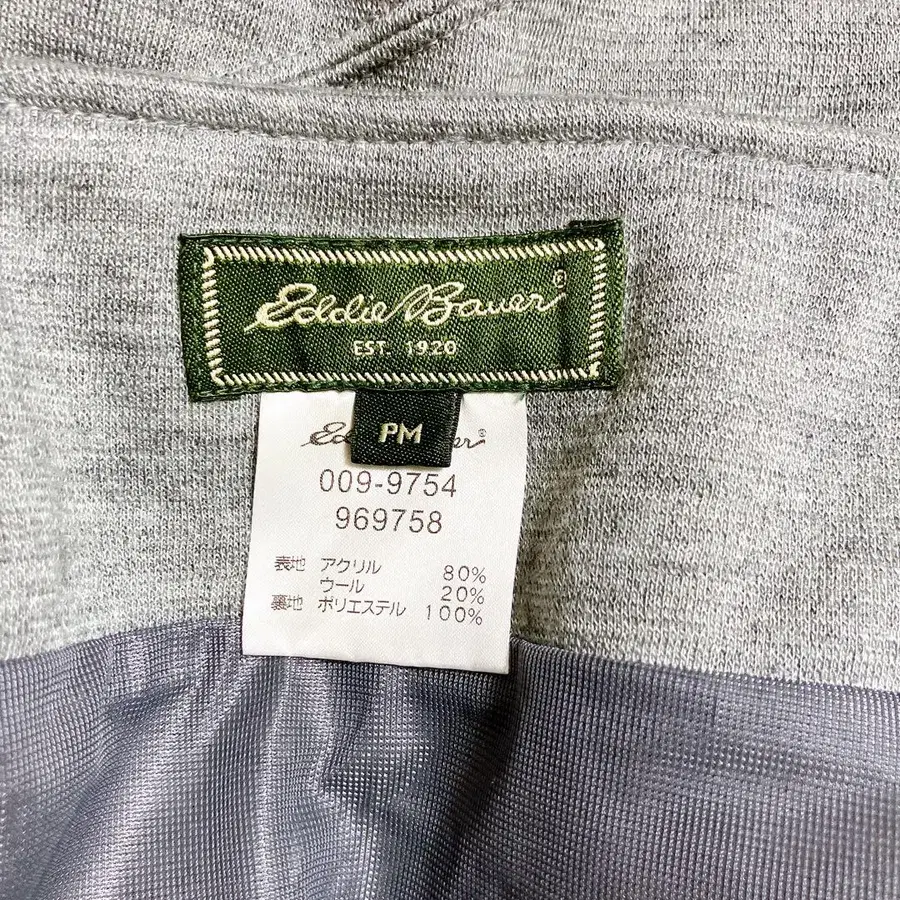 Eddie Bauer®
EST. 1920
PM
009-9754
969758
表地 アクリル 80%
ウール 20%
裏地 ポリエステル 100%